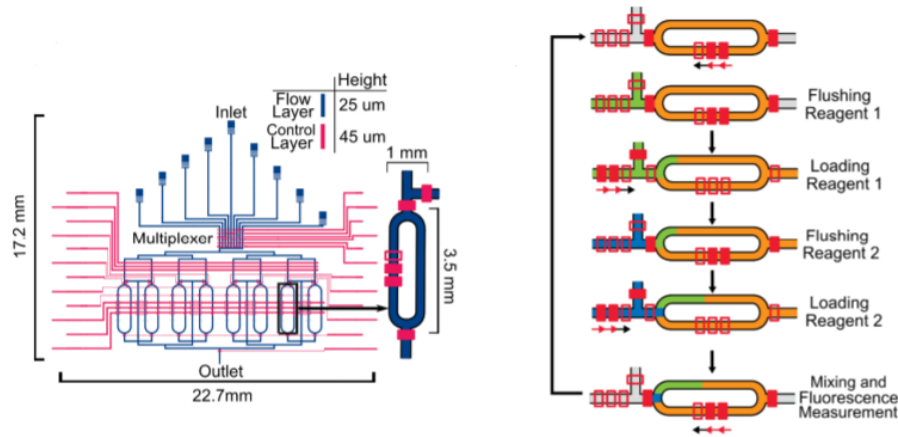 Height
Flow
Layer
25 um
Control
Layer
45 um
Inlet
1 mm
17.2 mm
Multiplexer
3.5 mm
Outlet
22.7mm
Flushing
Reagent 1
Loading
Reagent 1
Flushing
Reagent 2
Loading
Reagent 2
Mixing and
Fluorescence
Measurement